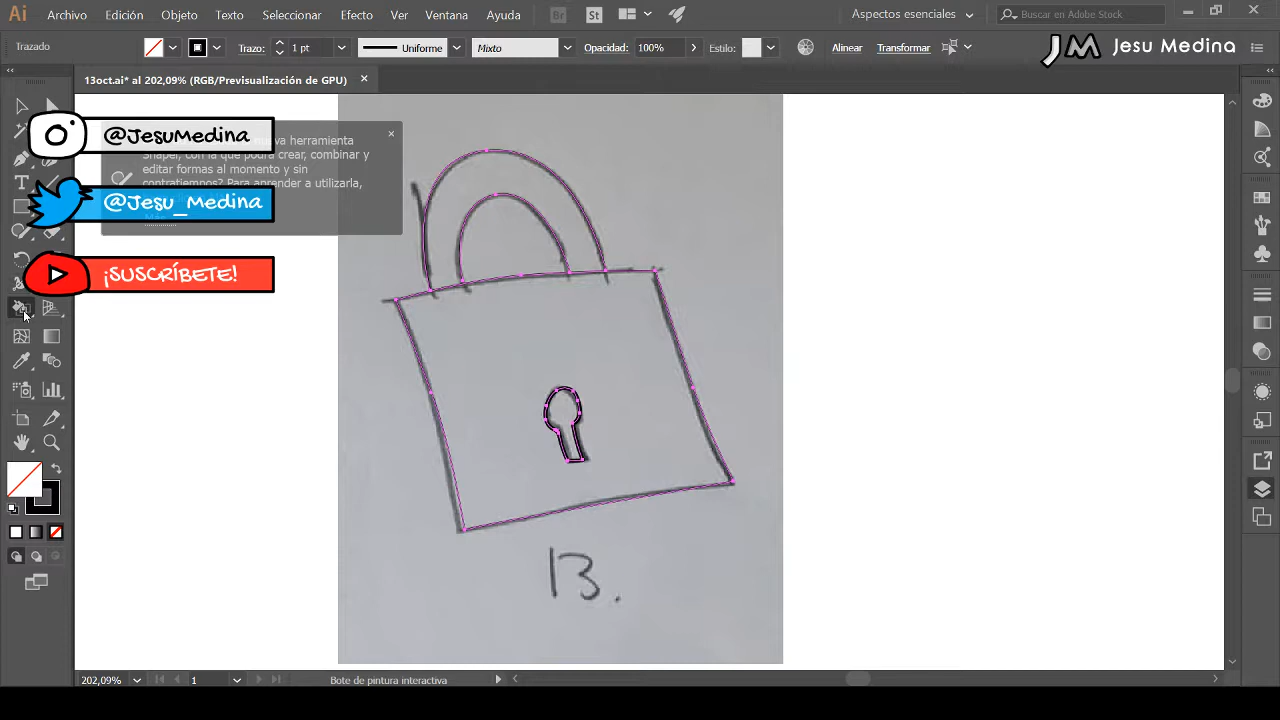 Ai Archivo Edición Objeto Texto Seleccionar Efecto Ver Ventana Ayuda Br St Aspectos esenciales Buscar en Adobe Stock
Trazado Trazo: 1 pt Uniforme Mixto Opacidad: 100% Estilo: Alinear Transformar JM Jesu Medina
13oct.ai* al 202,09% (RGB/Previsualización de GPU)
@JesuMedina
nueva herramienta
Shaper, con la que podrá crear, combinar y
editar formas al momento y sin
contratiempos? Para aprender a utilizarla,
@Jesu_Medina
Más...
¡SUSCRÍBETE!
13.
202,09% 1 Bote de pintura interactiva